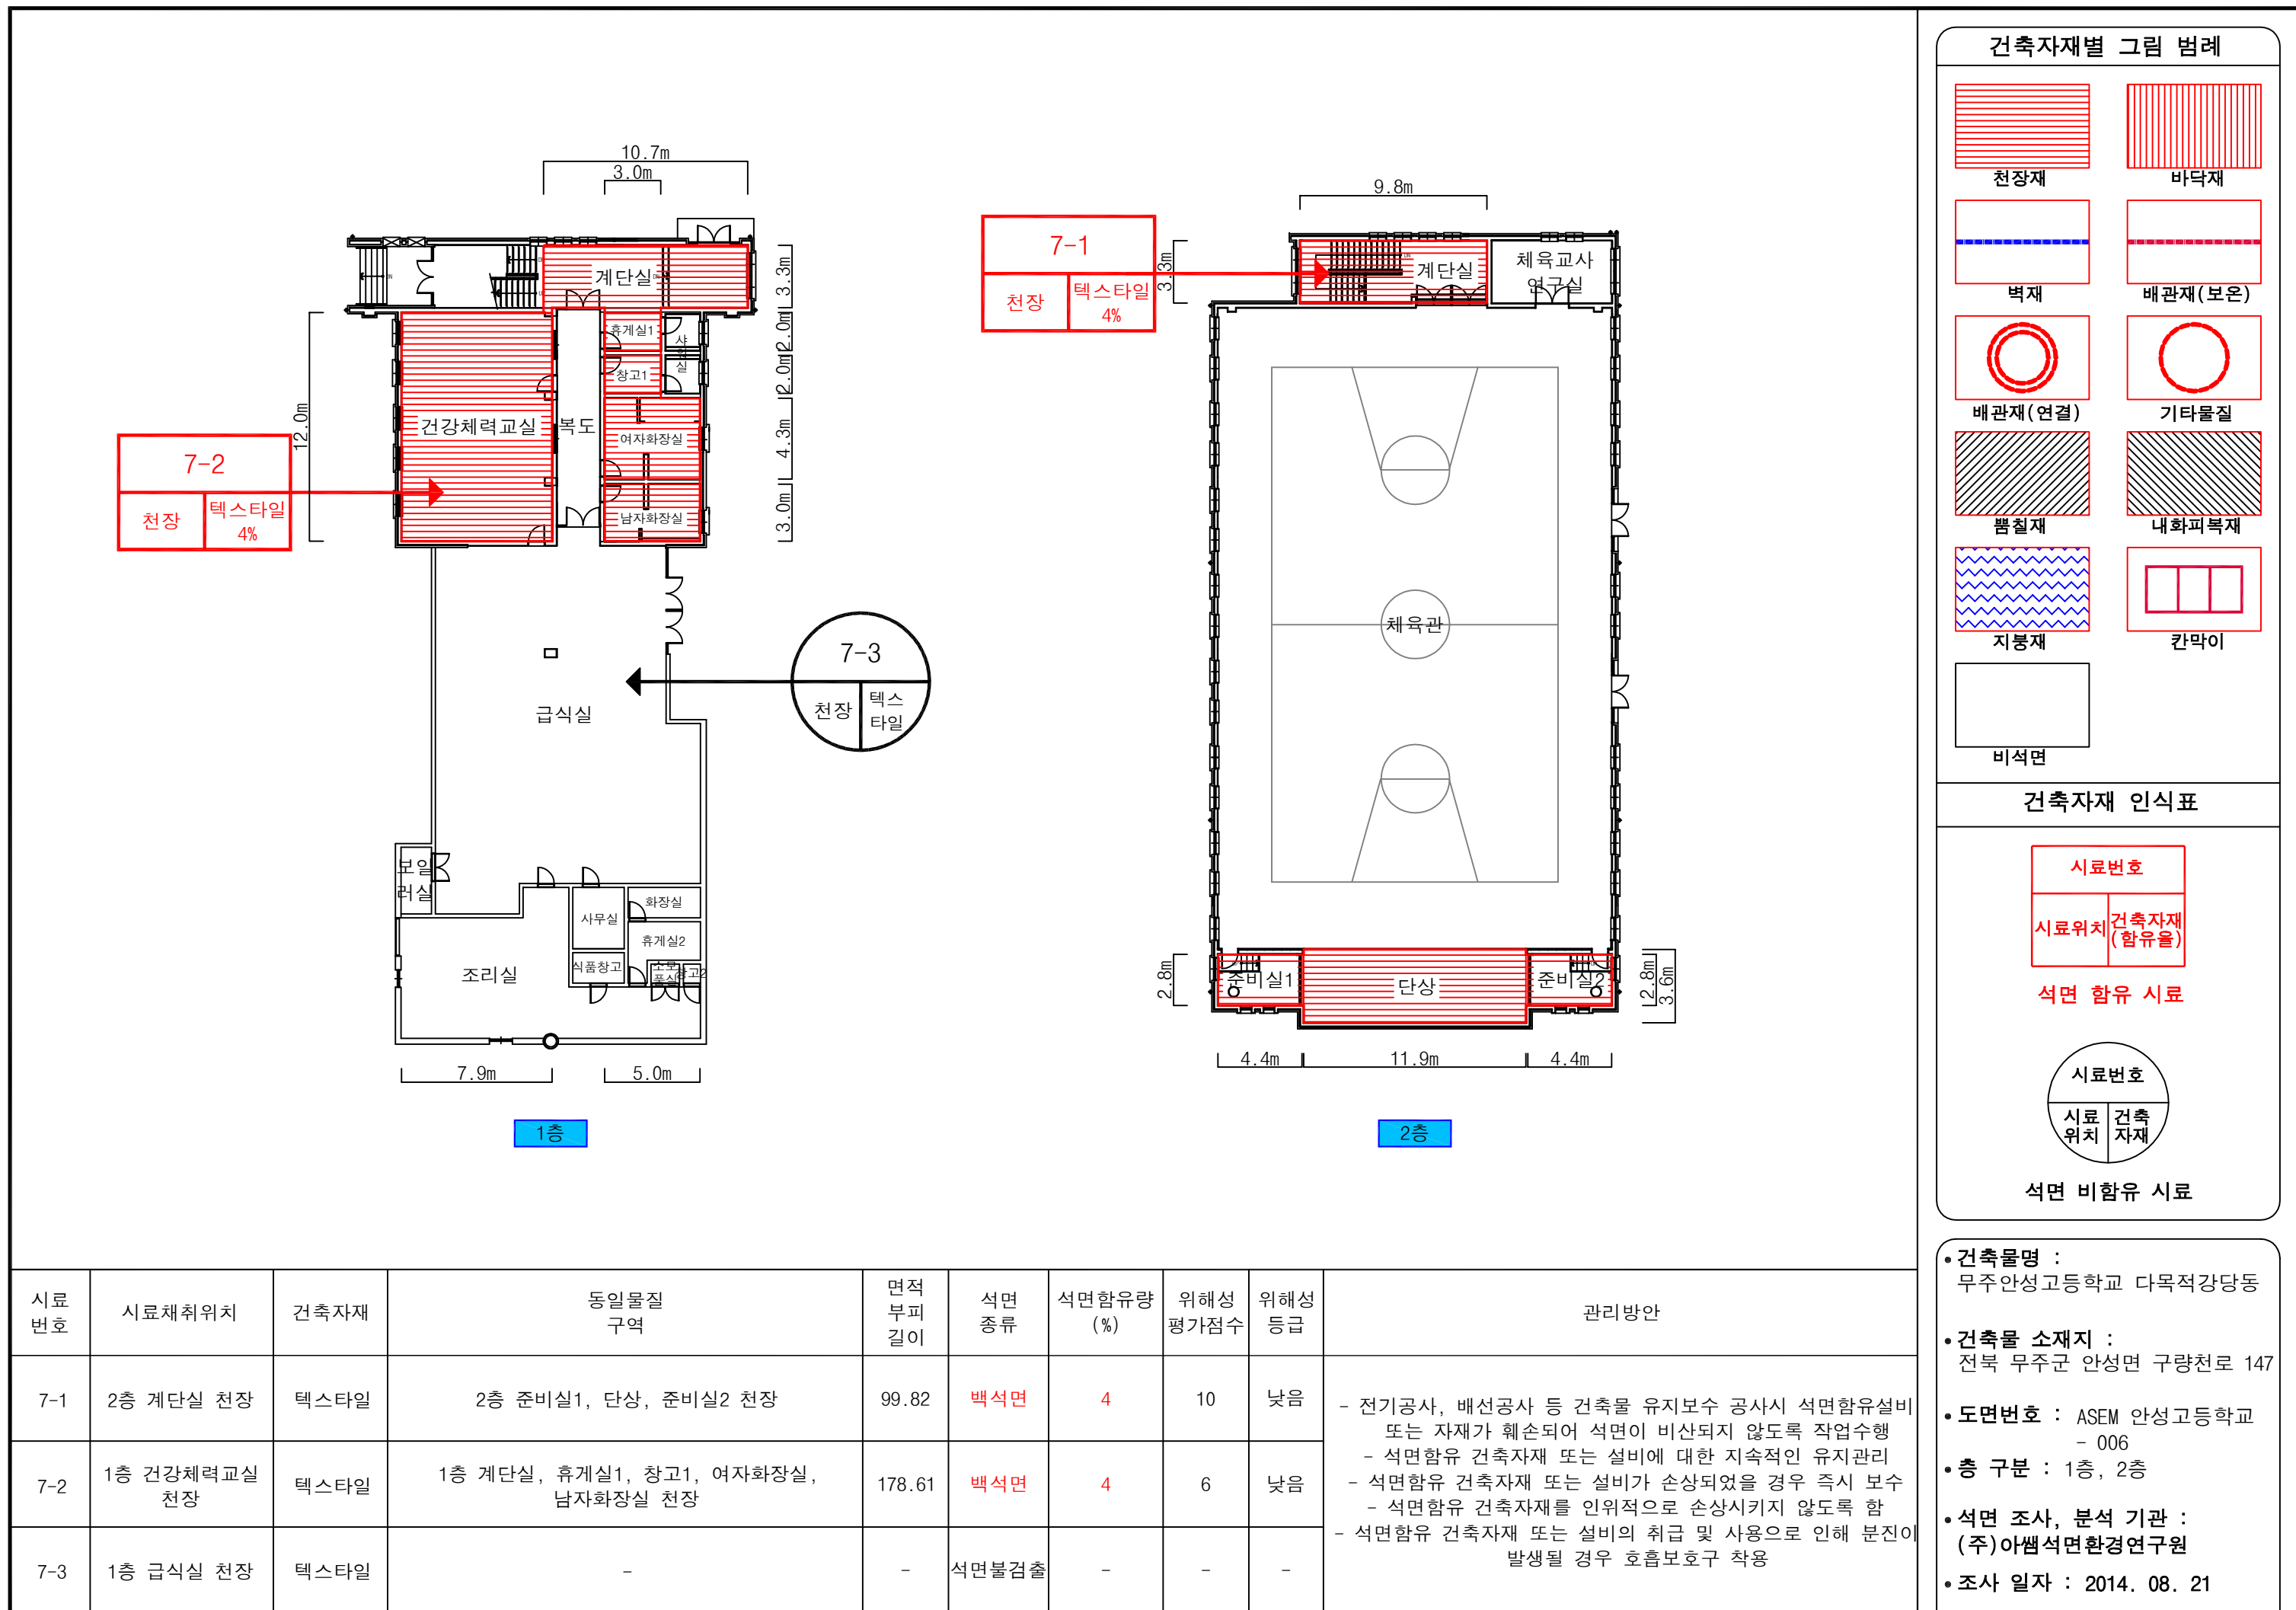 10.7m
3.0m
계단실
3.3m
휴게실1
2.0m
창고1
2.0m
12.0m
건강체력교실
복도
여자화장실
4.3m
남자화장실
3.0m
7-2
천장
텍스타일
4%
급식실
7-3
천장
텍스
타일
보일
러실
사무실
화장실
휴게실2
식품창고
창고2
조리실
7.9m
5.0m
1층
9.8m
7-1
천장
텍스타일
4%
3.3m
계단실
체육교사
연구실
체육관
2.8m
준비실1
단상
준비실2
2.8m
3.6m
4.4m
11.9m
4.4m
2층
건축자재별 그림 범례
천장재
바닥재
벽재
배관재(보온)
배관재(연결)
기타물질
뿜칠재
내화피복재
지붕재
칸막이
비석면
건축자재 인식표
시료번호
시료위치
건축자재
(함유율)
석면 함유 시료
시료번호
시료
위치
건축
자재
석면 비함유 시료
• 건축물명 :
무주안성고등학교 다목적강당동
• 건축물 소재지 :
전북 무주군 안성면 구량천로 147
• 도면번호 : ASEM 안성고등학교
- 006
• 층 구분 : 1층, 2층
• 석면 조사, 분석 기관 :
(주)아쌤석면환경연구원
• 조사 일자 : 2014. 08. 21
시료
번호
시료채취위치
건축자재
동일물질
구역
면적
부피
길이
석면
종류
석면함유량
(%)
위해성
평가점수
위해성
등급
관리방안
7-1
2층 계단실 천장
텍스타일
2층 준비실1, 단상, 준비실2 천장
99.82
백석면
4
10
낮음
7-2
1층 건강체력교실
천장
텍스타일
1층 계단실, 휴게실1, 창고1, 여자화장실,
남자화장실 천장
178.61
백석면
4
6
낮음
7-3
1층 급식실 천장
텍스타일
-
-
석면불검출
-
-
-
- 전기공사, 배선공사 등 건축물 유지보수 공사시 석면함유설비
또는 자재가 훼손되어 석면이 비산되지 않도록 작업수행
- 석면함유 건축자재 또는 설비에 대한 지속적인 유지관리
- 석면함유 건축자재 또는 설비가 손상되었을 경우 즉시 보수
- 석면함유 건축자재를 인위적으로 손상시키지 않도록 함
- 석면함유 건축자재 또는 설비의 취급 및 사용으로 인해 분진이
발생될 경우 호흡보호구 착용